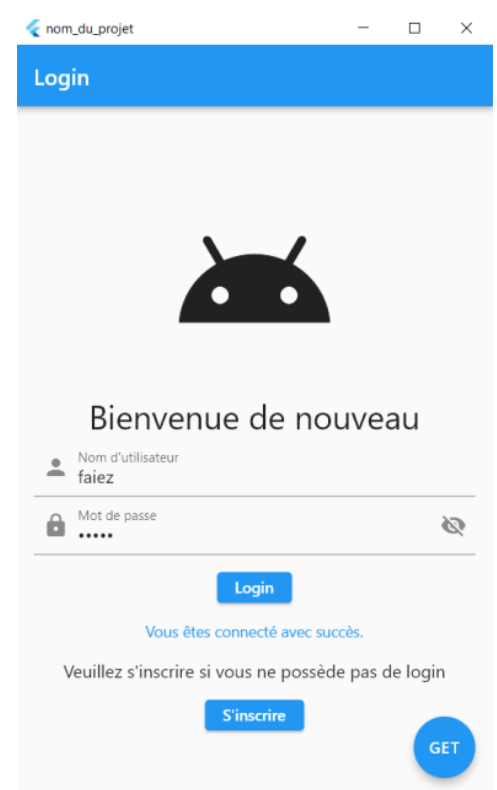 nom_du_projet
Login
Bienvenue de nouveau
Nom d'utilisateur
faiez
Mot de passe
•••••
Login
Vous êtes connecté avec succès.
Veuillez s'inscrire si vous ne possède pas de login
S'inscrire
GET